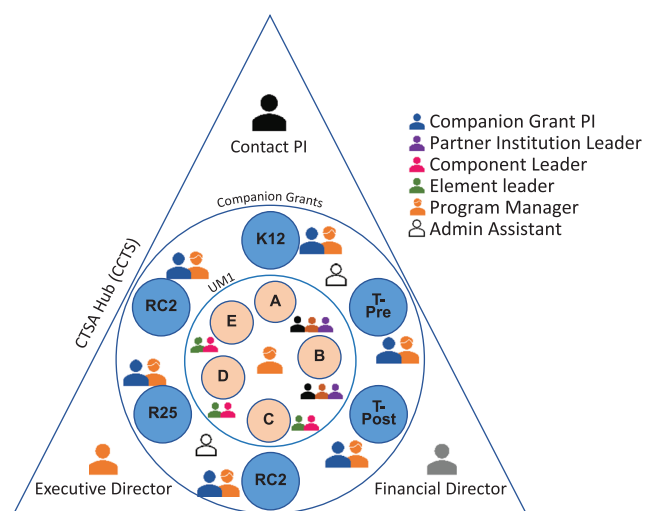 Contact PI
Companion Grant PI
Partner Institution Leader
Component Leader
Element leader
Program Manager
Admin Assistant
CTSA Hub (CCTS)
Companion Grants
K12
UM1
RC2
A
T-
Pre
E
B
D
R25
C
T-
Post
RC2
Executive Director
Financial Director